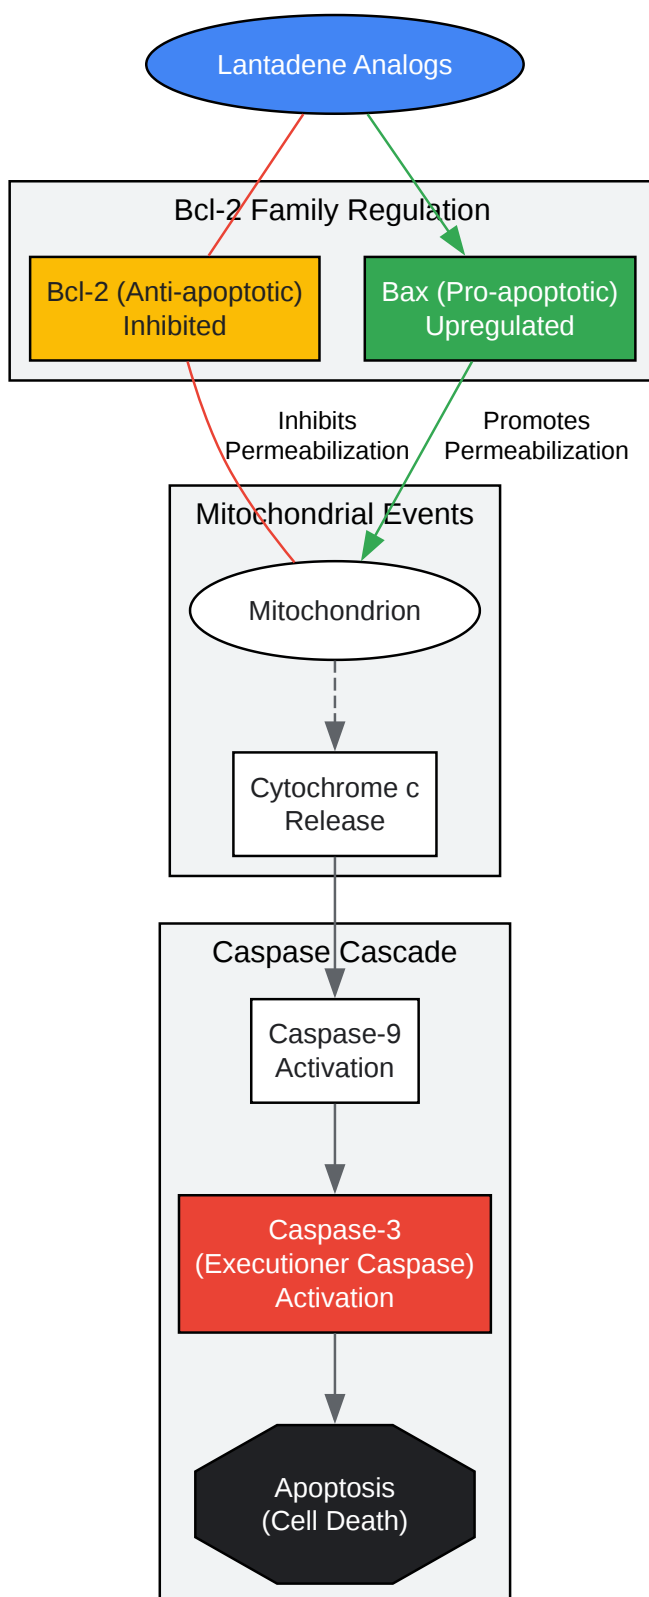 Lantadene Analogs
Bcl-2 Family Regulation
Bcl-2 (Anti-apoptotic)
Inhibited
Bax (Pro-apoptotic)
Upregulated
Inhibits
Permeabilization
Promotes
Permeabilization
Mitochondrial Events
Mitochondrion
Cytochrome c
Release
Caspase Cascade
Caspase-9
Activation
Caspase-3
(Executioner Caspase)
Activation
Apoptosis
(Cell Death)